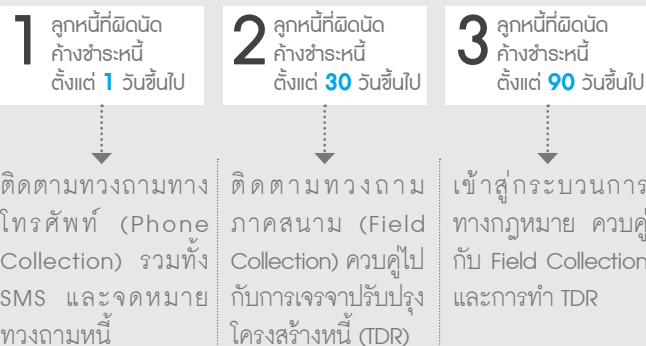 1
ลูกหนี้ที่ผิดนัด
ค้างชำระหนี้
ตั้งแต่ 1 วันขึ้นไป
ติดตามทวงถามทาง
โทรศัพท์ (Phone
Collection) รวมทั้ง
SMS และจดหมาย
ทวงถามหนี้
2
ลูกหนี้ที่ผิดนัด
ค้างชำระหนี้
ตั้งแต่ 30 วันขึ้นไป
ติดตามทวงถาม
ภาคสนาม (Field
Collection) ควบคู่ไป
กับการเจรจาปรับปรุง
โครงสร้างหนี้ (TDR)
3
ลูกหนี้ที่ผิดนัด
ค้างชำระหนี้
ตั้งแต่ 90 วันขึ้นไป
เข้าสู่กระบวนการ
ทางกฎหมาย ควบคู่
กับ Field Collection
และการทำ TDR